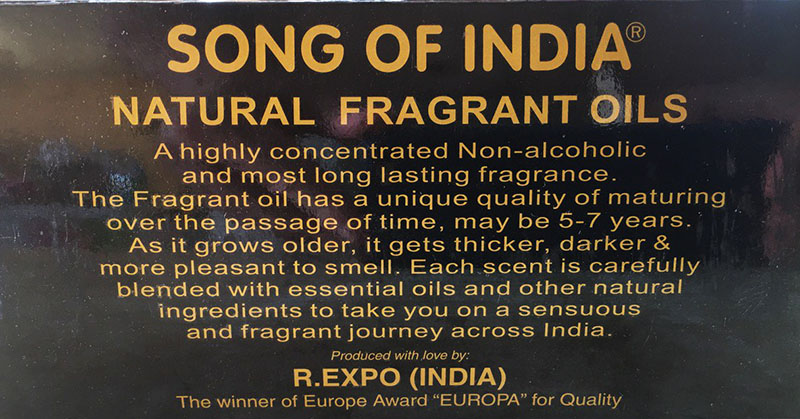 SONG OF INDIA®
NATURAL FRAGRANT OILS
A highly concentrated Non-alcoholic
and most long lasting fragrance.
The Fragrant oil has a unique quality of maturing
over the passage of time, may be 5-7 years.
As it grows older, it gets thicker, darker &
more pleasant to smell. Each scent is carefully
blended with essential oils and other natural
ingredients to take you on a sensuous
and fragrant journey across India.
Produced with love by:
R.EXPO (INDIA)
The winner of Europe Award "EUROPA" for Quality